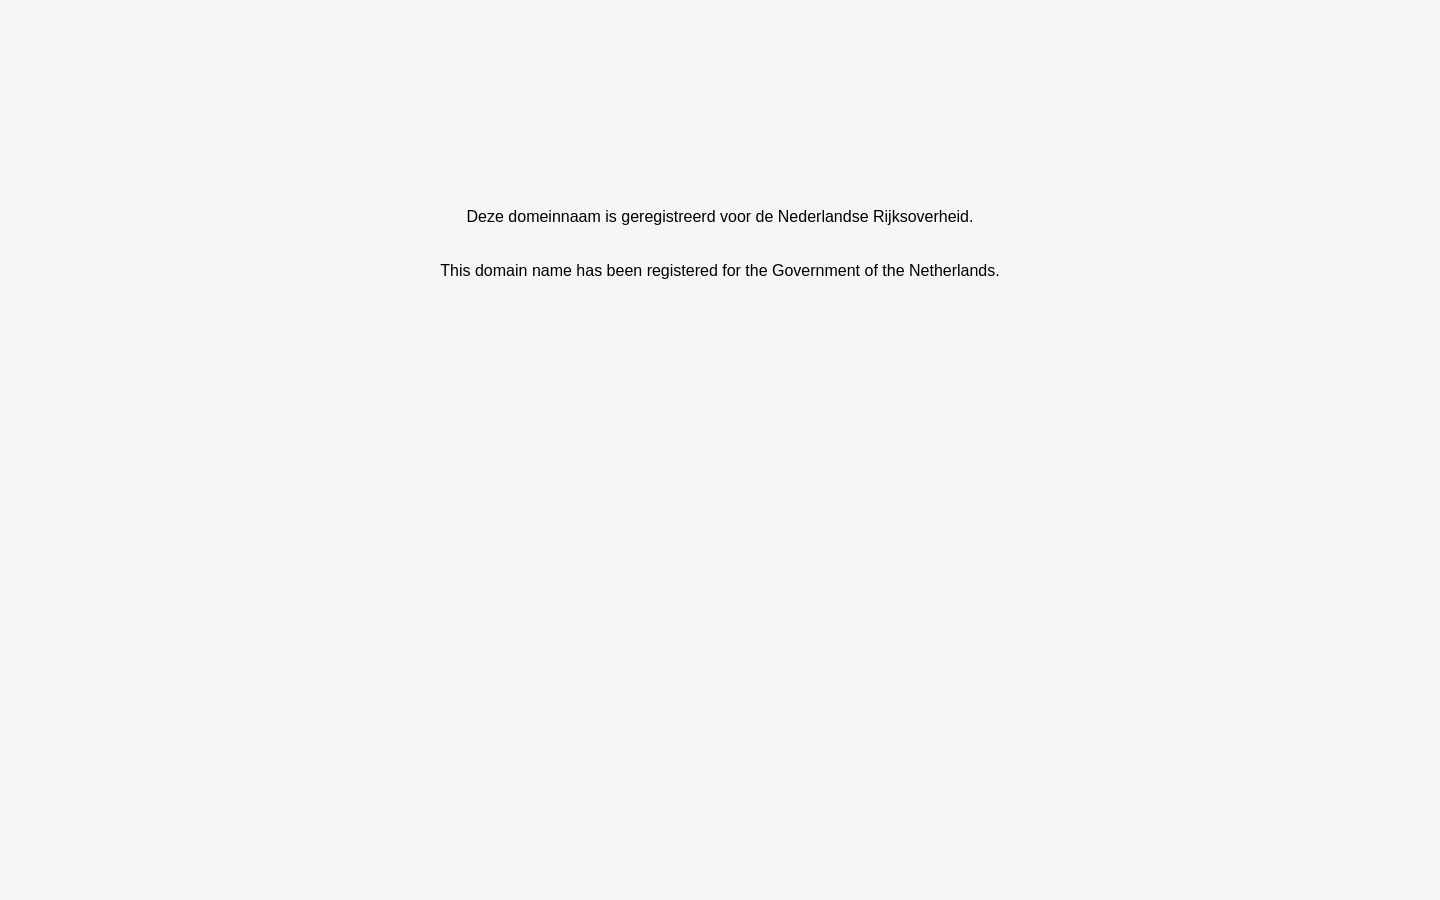 Deze domeinnaam is geregistreerd voor de Nederlandse Rijksoverheid.
This domain name has been registered for the Government of the Netherlands.